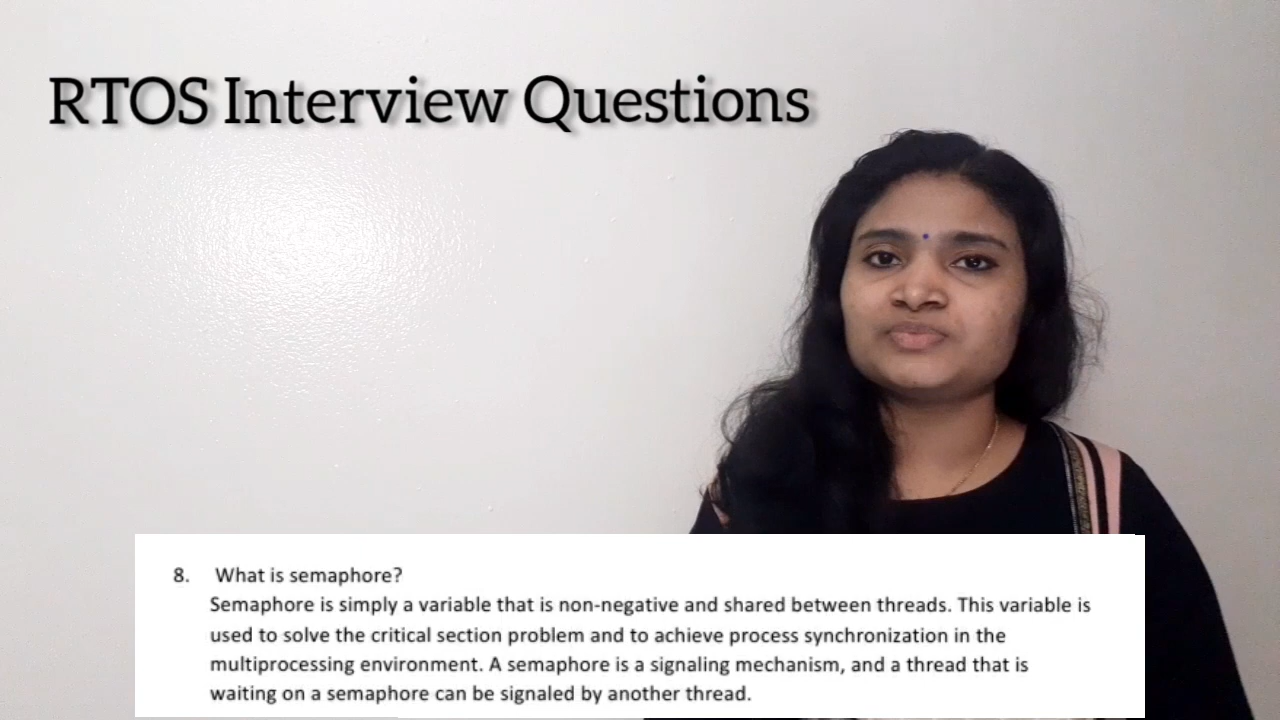 RTOS Interview Questions
8. What is semaphore?
Semaphore is simply a variable that is non-negative and shared between threads. This variable is
used to solve the critical section problem and to achieve process synchronization in the
multiprocessing environment. A semaphore is a signaling mechanism, and a thread that is
waiting on a semaphore can be signaled by another thread.